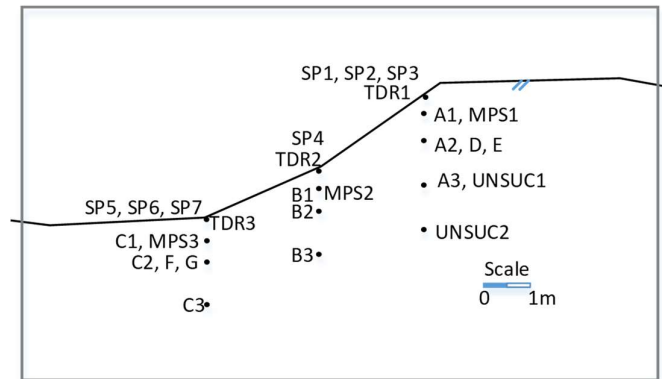 SP1, SP2, SP3
TDR1
A1, MPS1
SP4
A2, D, E
TDR2
A3, UNSUC1
B1
MPS2
SP5, SP6, SP7
B2
TDR3
UNSUC2
C1, MPS3
B3
C2, F, G
Scale
0 1m
C3